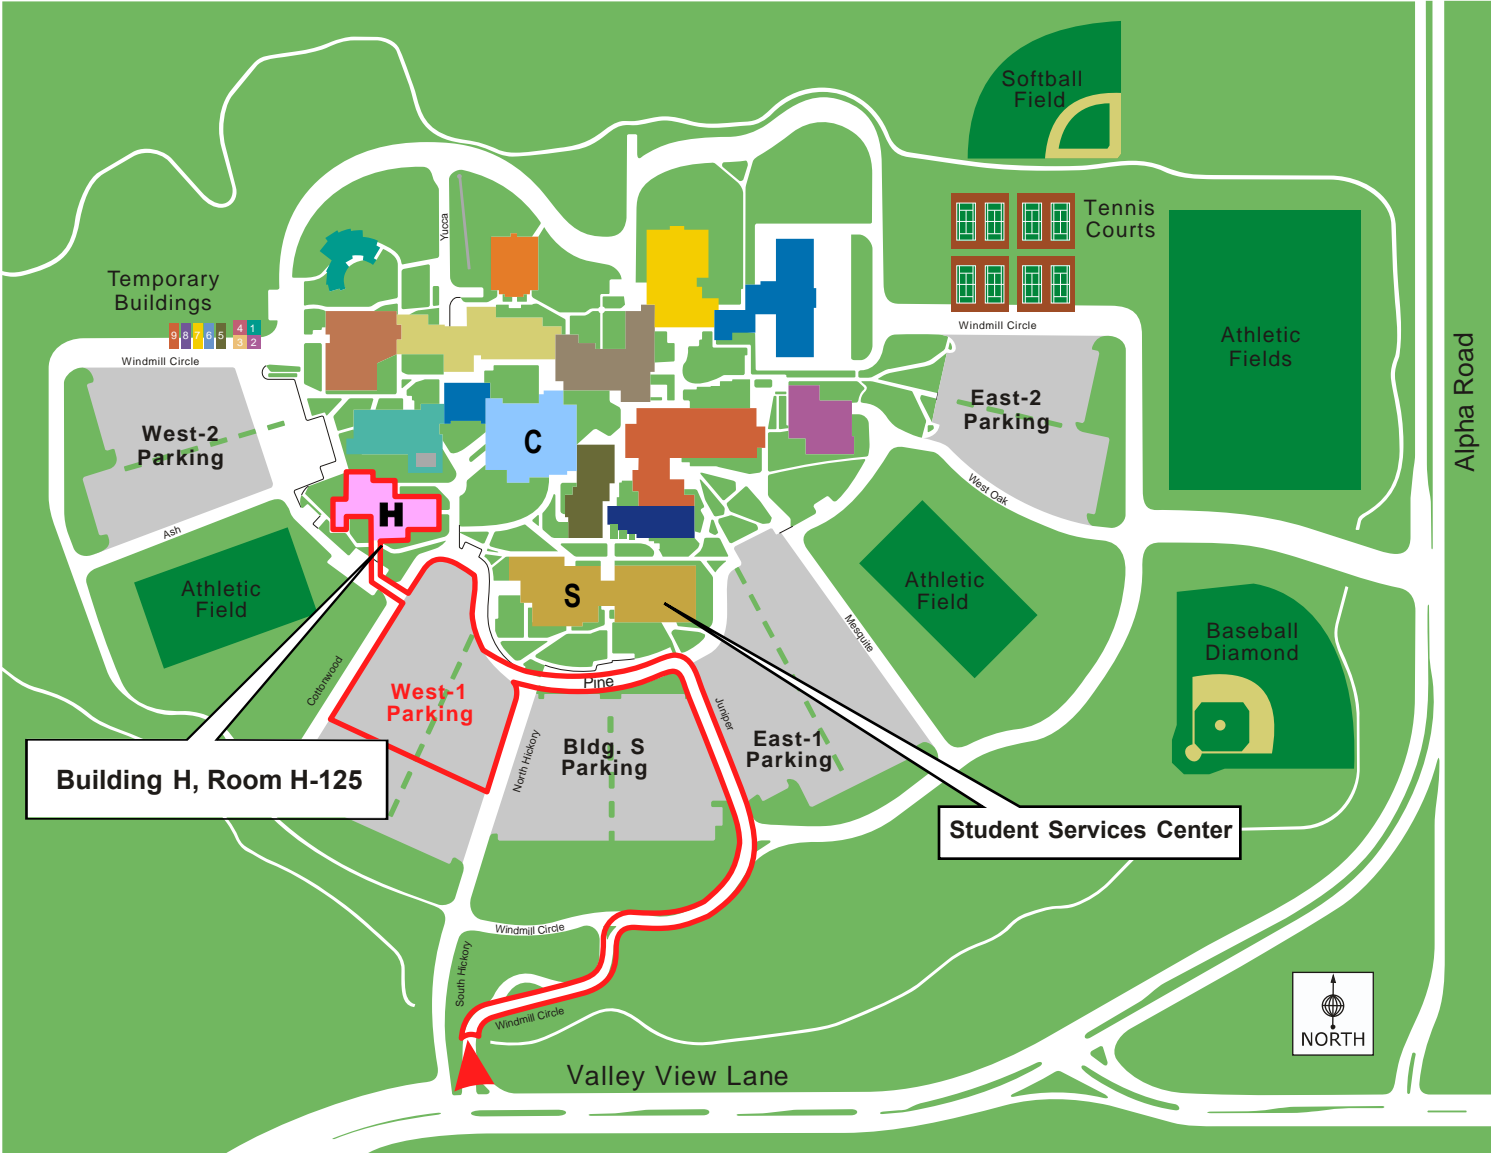 Softball
Field
Tennis
Courts
Yucca
Temporary
Buildings
9 8 7 6 5 4 1
3 2
Windmill Circle
Windmill Circle
Athletic
Fields
Alpha Road
East-2
Parking
West-2
Parking
C
H
West Oak
Ash
Athletic
Field
S
Athletic
Field
Mesquite
Baseball
Diamond
Cottonwood
Pine
West-1
Parking
Juniper
North Hickory
Bldg. S
Parking
East-1
Parking
Building H, Room H-125
Student Services Center
Windmill Circle
South Hickory
Windmill Circle
NORTH
Valley View Lane